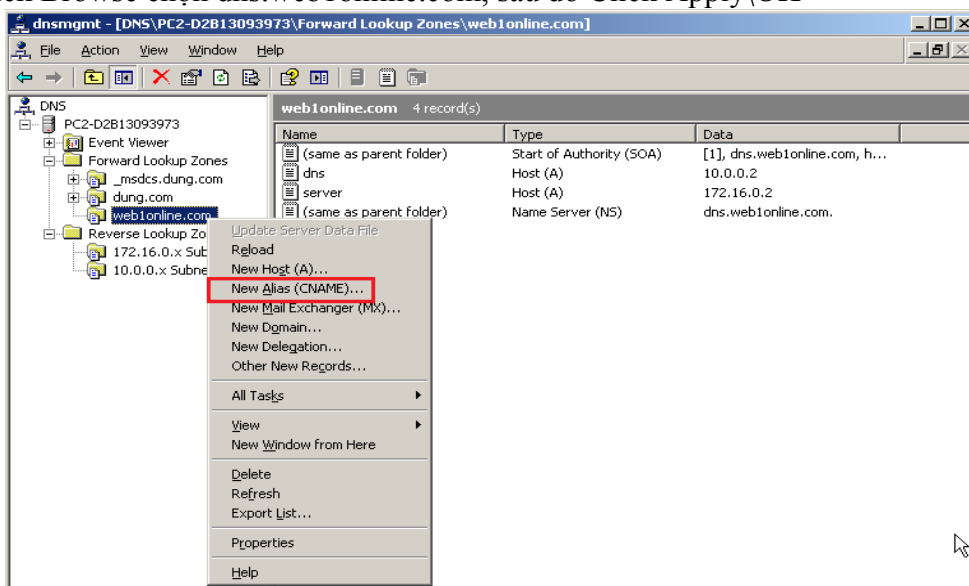 dnsmgmt - [DNS\PC2-D2B13093973\Forward Lookup Zones\web1online.com]
File Action View Window Help
DNS
PC2-D2B13093973
Event Viewer
Forward Lookup Zones
_msdcs.dung.com
dung.com
web1online.com
Reverse Lookup Zo
172.16.0.x Sub
10.0.0.x Subne
web1online.com 4 record(s)
Name Type Data
(same as parent folder) Start of Authority (SOA) [1], dns.web1online.com, h...
dns Host (A) 10.0.0.2
server Host (A) 172.16.0.2
(same as parent folder) Name Server (NS) dns.web1online.com.
Update Server Data File
Reload
New Host (A)...
New Alias (CNAME)...
New Mail Exchanger (MX)...
New Domain...
New Delegation...
Other New Records...
All Tasks
View
New Window from Here
Delete
Refresh
Export List...
Properties
Help